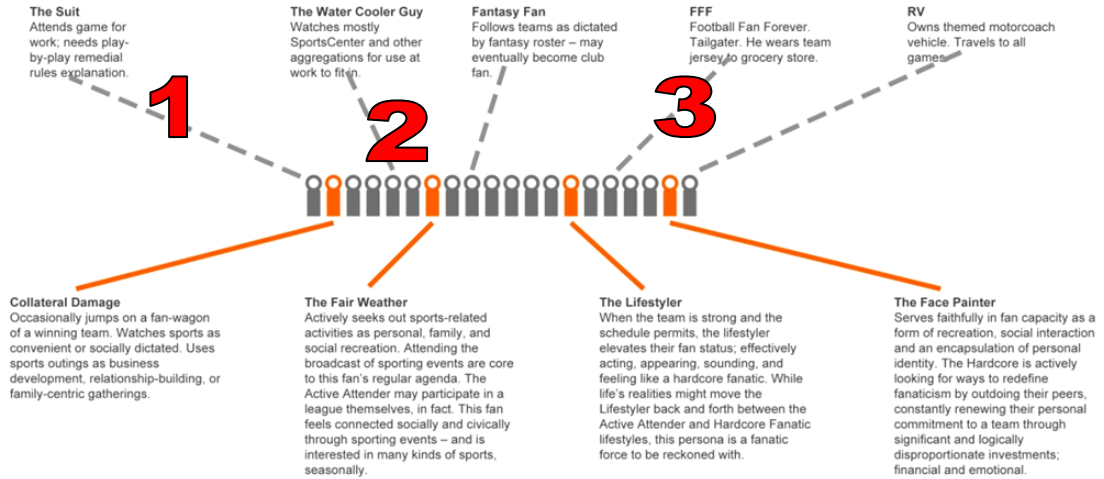 The Suit
Attends game for
work; needs play-
by-play remedial
rules explanation.
The Water Cooler Guy
Watches mostly
SportsCenter and other
aggregations for use at
work to fit in.
Fantasy Fan
Follows teams as dictated
by fantasy roster – may
eventually become club
fan.
FFF
Football Fan Forever.
Tailgater. He wears team
jersey to grocery store.
RV
Owns themed motorcoach
vehicle. Travels to all
games.
1
2
3
Collateral Damage
Occasionally jumps on a fan-wagon
of a winning team. Watches sports as
convenient or socially dictated. Uses
sports outings as business
development, relationship-building, or
family-centric gatherings.
The Fair Weather
Actively seeks out sports-related
activities as personal, family, and
social recreation. Attending the
broadcast of sporting events are core
to this fan's regular agenda. The
Active Attender may participate in a
league themselves, in fact. This fan
feels connected socially and civically
through sporting events – and is
interested in many kinds of sports,
seasonally.
The Lifestyler
When the team is strong and the
schedule permits, the lifestyler
elevates their fan status; effectively
acting, appearing, sounding, and
feeling like a hardcore fanatic. While
life's realities might move the
Lifestyler back and forth between the
Active Attender and Hardcore Fanatic
lifestyles, this persona is a fanatic
force to be reckoned with.
The Face Painter
Serves faithfully in fan capacity as a
form of recreation, social interaction
and an encapsulation of personal
identity. The Hardcore is actively
looking for ways to redefine
fanaticism by outdoing their peers,
constantly renewing their personal
commitment to a team through
significant and logically
disproportionate investments;
financial and emotional.